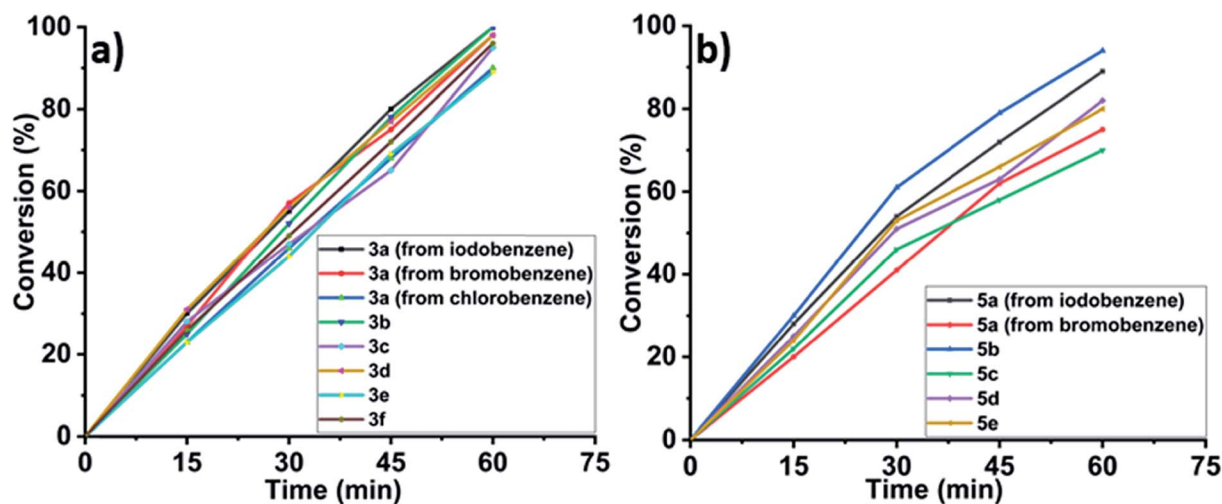 a)
Conversion (%)
100
80
60
40
20
0
0 15 30 45 60 75
Time (min)
3a (from iodobenzene)
3a (from bromobenzene)
3a (from chlorobenzene)
3b
3c
3d
3e
3f
b)
Conversion (%)
100
80
60
40
20
0
0 15 30 45 60 75
Time (min)
5a (from iodobenzene)
5a (from bromobenzene)
5b
5c
5d
5e